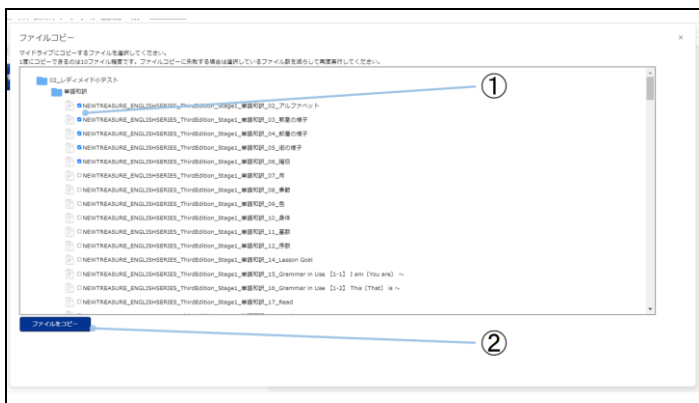 ファイルコピー
×
マイドライブにコピーするファイルを選択してください。
1度にコピーできるのは10ファイル程度です。ファイルコピーに失敗する場合は選択しているファイル数を減らして再度実行してください。
02_レディメイド小テスト
単語和訳
①
NEWTREASURE_ENGLISHSERIES_ThirdEdition_Stage1_単語和訳_02_アルファベット
NEWTREASURE_ENGLISHSERIES_ThirdEdition_Stage1_単語和訳_03_教室の様子
NEWTREASURE_ENGLISHSERIES_ThirdEdition_Stage1_単語和訳_04_部屋の様子
NEWTREASURE_ENGLISHSERIES_ThirdEdition_Stage1_単語和訳_05_街の様子
NEWTREASURE_ENGLISHSERIES_ThirdEdition_Stage1_単語和訳_06_曜日
NEWTREASURE_ENGLISHSERIES_ThirdEdition_Stage1_単語和訳_07_月
NEWTREASURE_ENGLISHSERIES_ThirdEdition_Stage1_単語和訳_08_季節
NEWTREASURE_ENGLISHSERIES_ThirdEdition_Stage1_単語和訳_09_色
NEWTREASURE_ENGLISHSERIES_ThirdEdition_Stage1_単語和訳_10_身体
NEWTREASURE_ENGLISHSERIES_ThirdEdition_Stage1_単語和訳_11_基数
NEWTREASURE_ENGLISHSERIES_ThirdEdition_Stage1_単語和訳_12_序数
NEWTREASURE_ENGLISHSERIES_ThirdEdition_Stage1_単語和訳_14_Lesson Goal
NEWTREASURE_ENGLISHSERIES_ThirdEdition_Stage1_単語和訳_15_Grammar in Use 【1-1】 I am (You are) ～
NEWTREASURE_ENGLISHSERIES_ThirdEdition_Stage1_単語和訳_16_Grammar in Use 【1-2】 This (That) is ～
NEWTREASURE_ENGLISHSERIES_ThirdEdition_Stage1_単語和訳_17_Read
ファイルをコピー
②